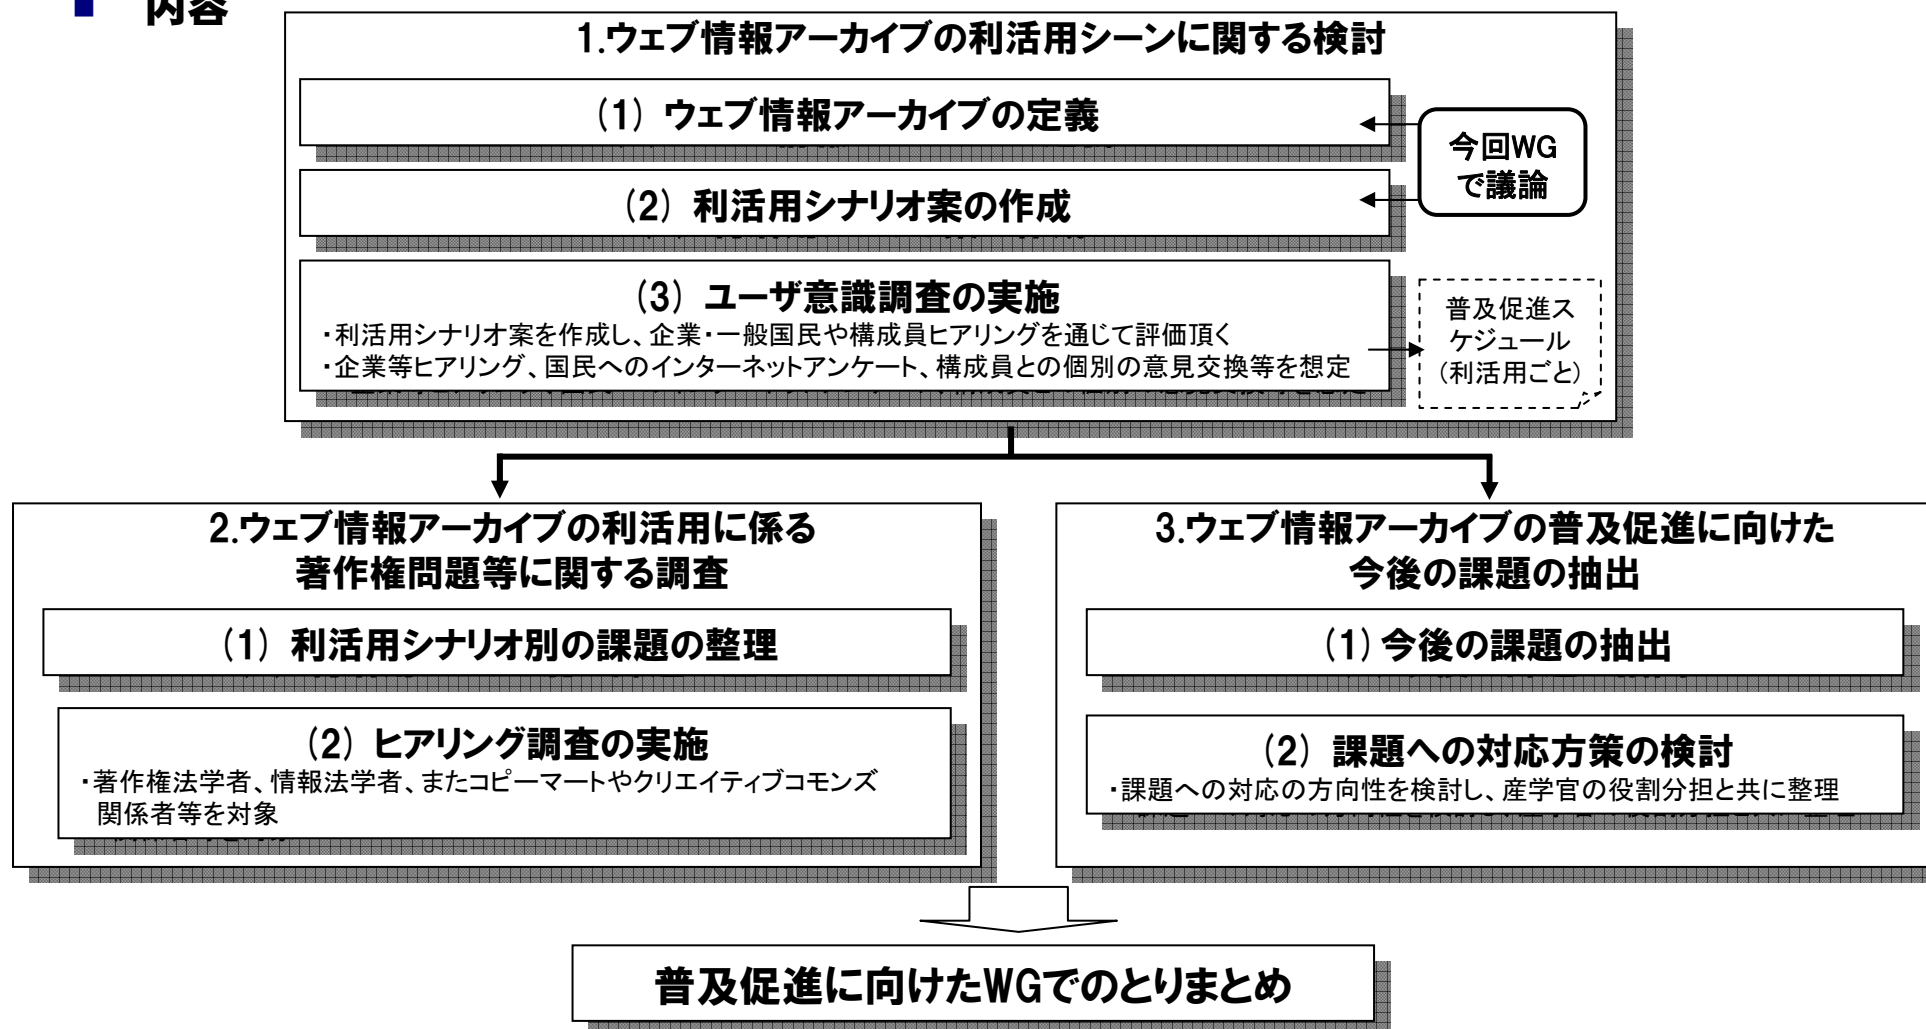 ■ 内容
1.ウェブ情報アーカイブの利活用シーンに関する検討
(1) ウェブ情報アーカイブの定義
(2) 利活用シナリオ案の作成
今回WG
で議論
(3) ユーザ意識調査の実施
・利活用シナリオ案を作成し、企業・一般国民や構成員ヒアリングを通じて評価頂く
・企業等ヒアリング、国民へのインターネットアンケート、構成員との個別の意見交換等を想定
普及促進ス
ケジュール
(利活用ごと)
2.ウェブ情報アーカイブの利活用に係る
著作権問題等に関する調査
(1) 利活用シナリオ別の課題の整理
(2) ヒアリング調査の実施
・著作権法学者、情報法学者、またコピーマートやクリエイティブコモンズ
関係者等を対象
3.ウェブ情報アーカイブの普及促進に向けた
今後の課題の抽出
(1) 今後の課題の抽出
(2) 課題への対応方策の検討
・課題への対応の方向性を検討し、産学官の役割分担と共に整理
普及促進に向けたWGでのとりまとめ